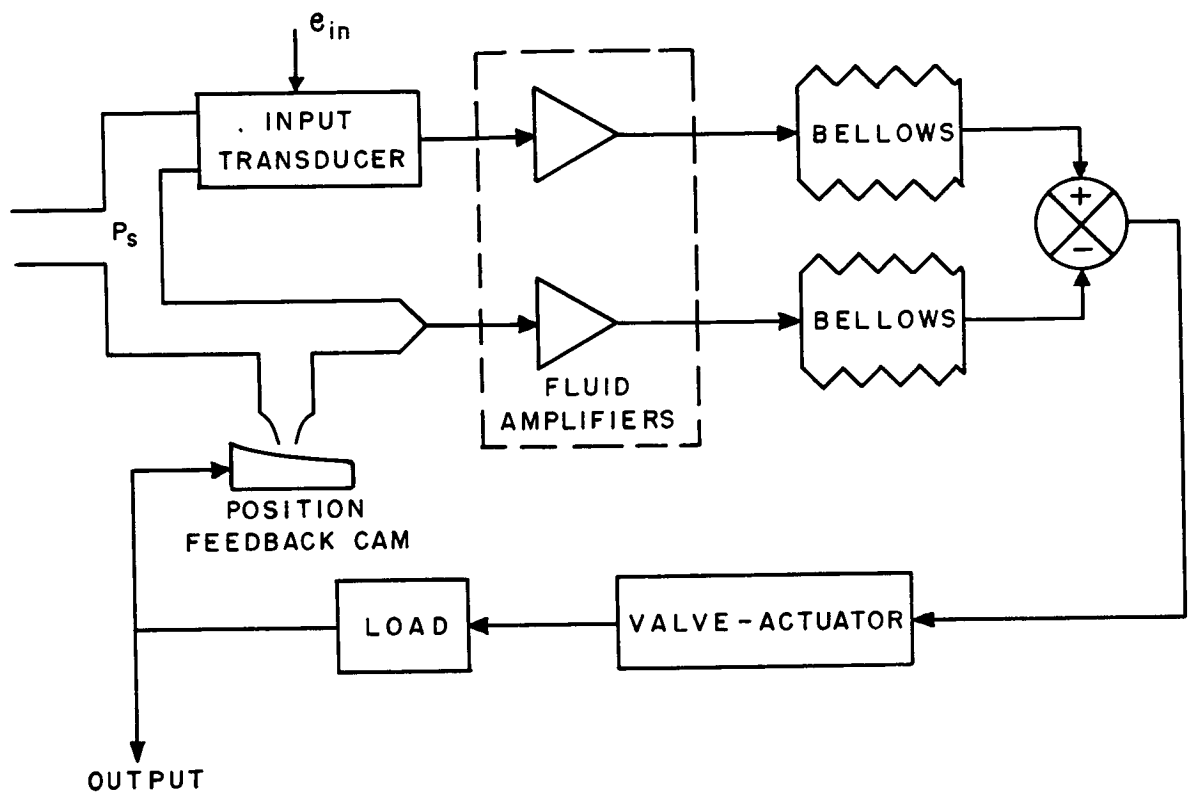 e_in
INPUT
TRANSDUCER
BELLOWS
+
P_s
−
BELLOWS
FLUID
AMPLIFIERS
POSITION
FEEDBACK CAM
LOAD
VALVE-ACTUATOR
OUTPUT